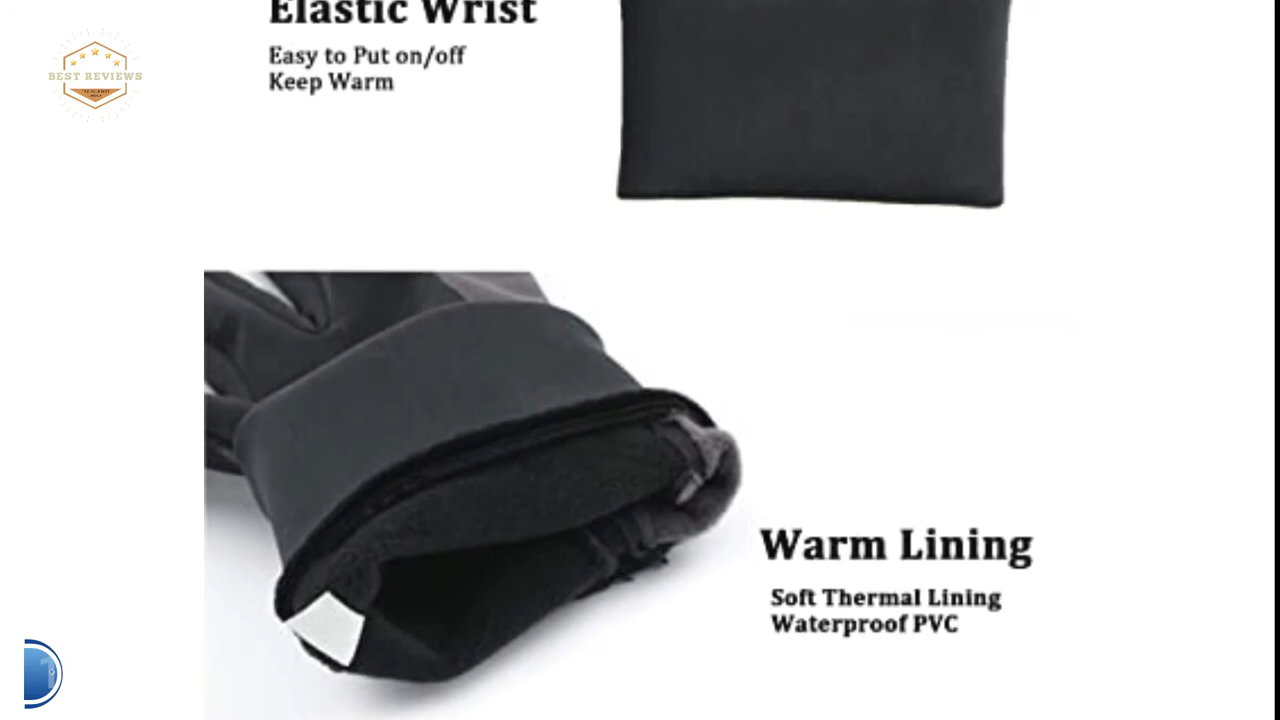 Elastic Wrist
Easy to Put on/off
Keep Warm
BEST REVIEWS
Warm Lining
Soft Thermal Lining
Waterproof PVC